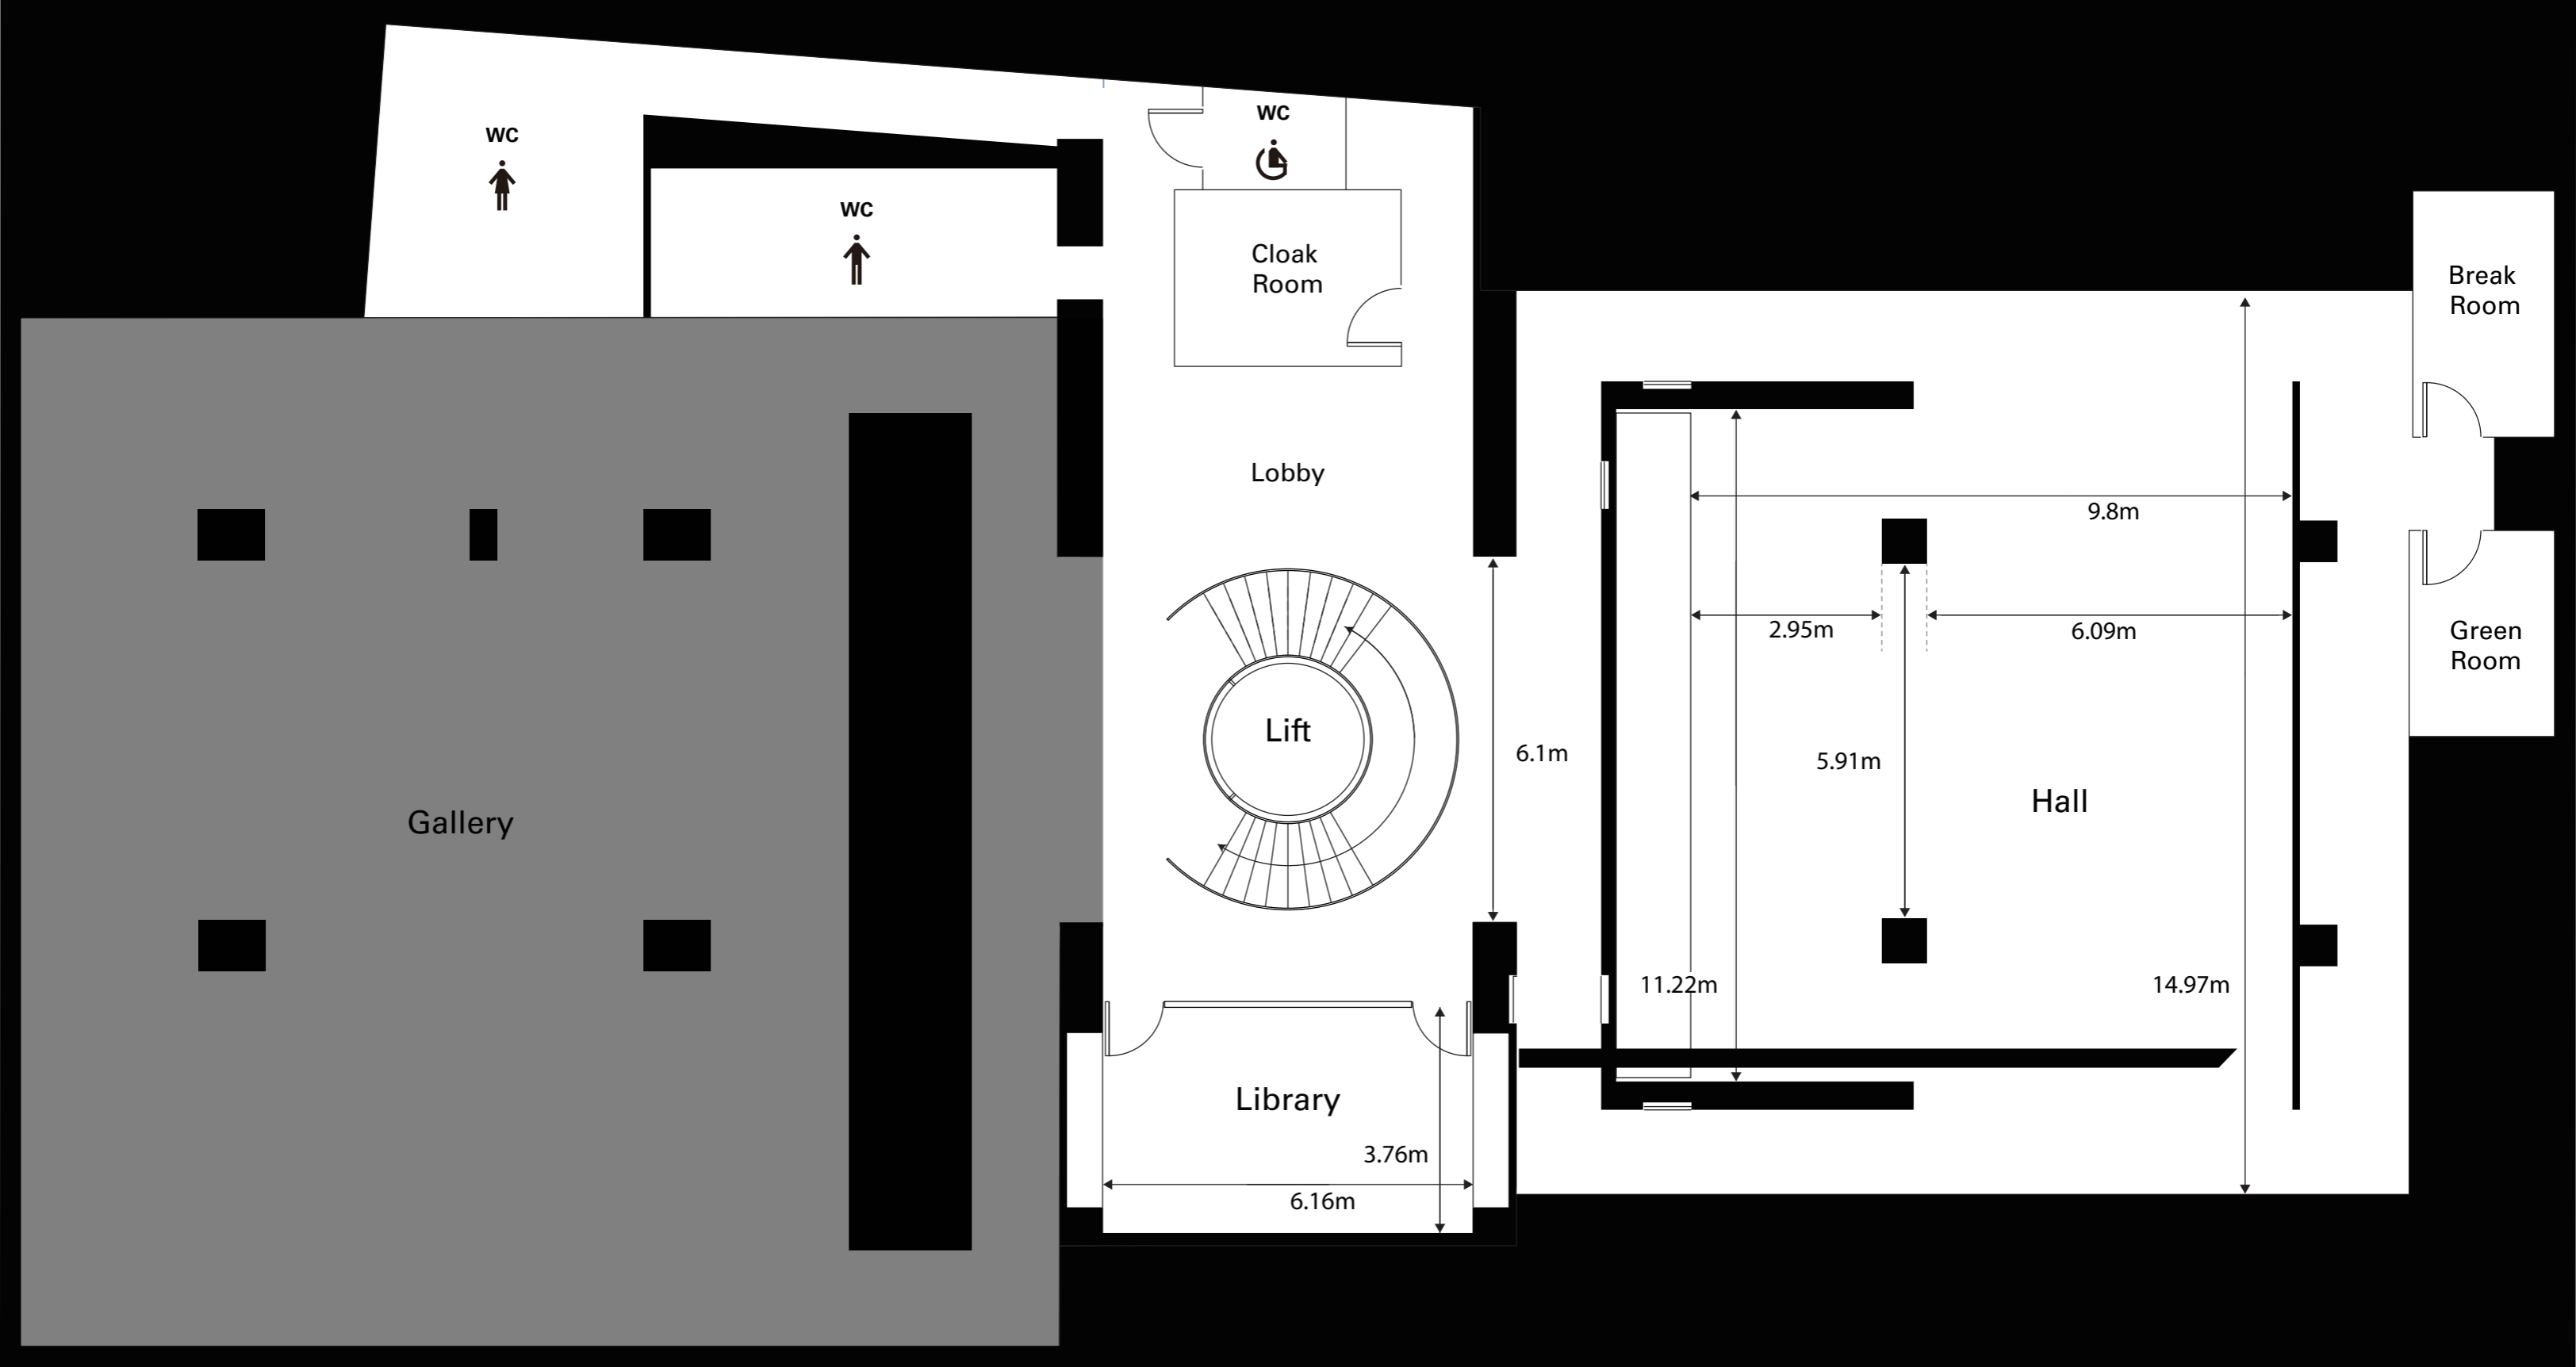 WC
WC
WC
Cloak
Room
Break
Room
Lobby
9.8m
2.95m
6.09m
Green
Room
Lift
6.1m
5.91m
Hall
Gallery
11.22m
14.97m
Library
3.76m
6.16m